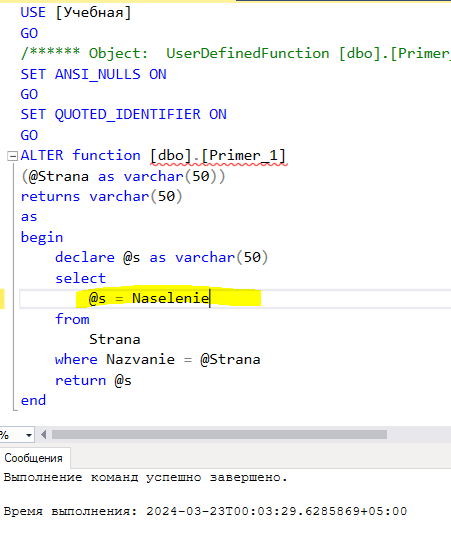 USE [Учебная]
GO
/****** Object:  UserDefinedFunction [dbo].[Primer_
SET ANSI_NULLS ON
GO
SET QUOTED_IDENTIFIER ON
GO
ALTER function [dbo].[Primer_1]
(@Strana as varchar(50))
returns varchar(50)
as
begin
declare @s as varchar(50)
select
@s = Naselenie
from
Strana
where Nazvanie = @Strana
return @s
end
%
Сообщения
Выполнение команд успешно завершено.
Время выполнения: 2024-03-23T00:03:29.6285869+05:00